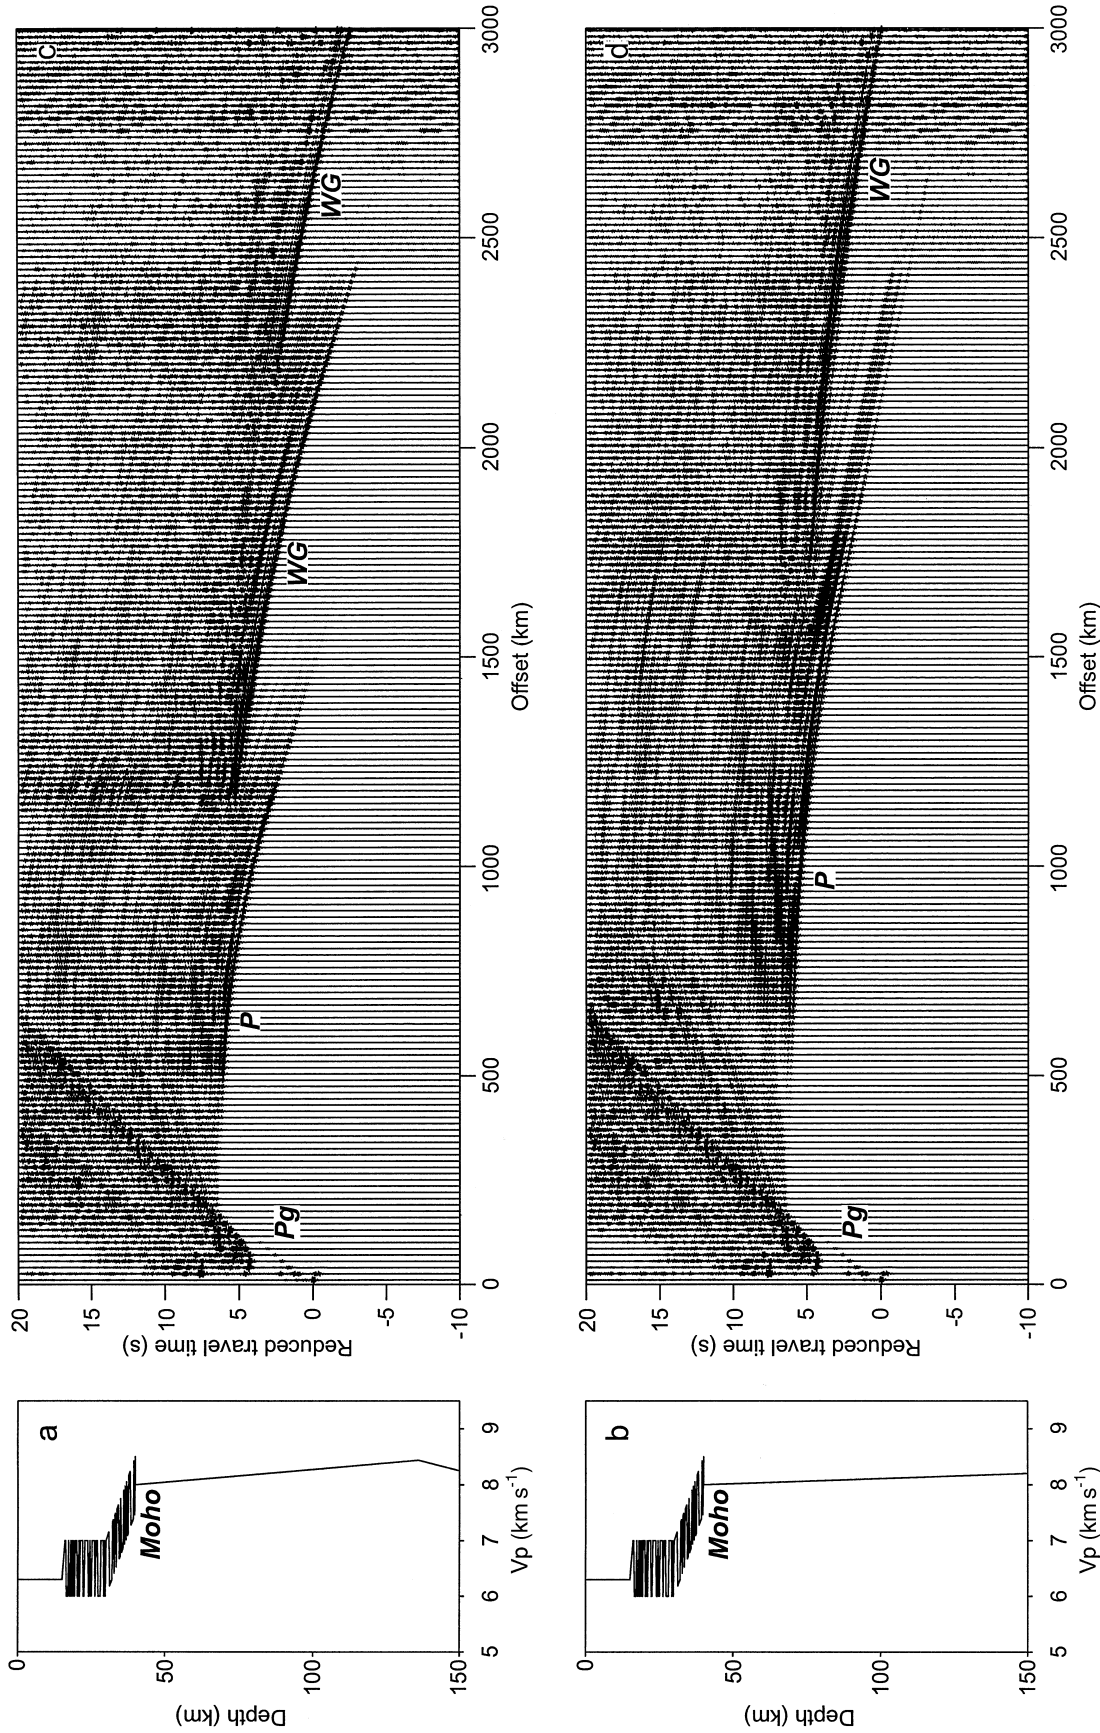 a
0
50
100
150
Depth (km)
5
6
7
8
9
Vp (km s⁻¹)
Moho
c
20
15
10
5
0
-5
-10
Reduced travel time (s)
0
500
1000
1500
2000
2500
3000
Offset (km)
Pg
P
WG
WG
b
0
50
100
150
Depth (km)
5
6
7
8
9
Vp (km s⁻¹)
Moho
d
20
15
10
5
0
-5
-10
Reduced travel time (s)
0
500
1000
1500
2000
2500
3000
Offset (km)
Pg
P
WG